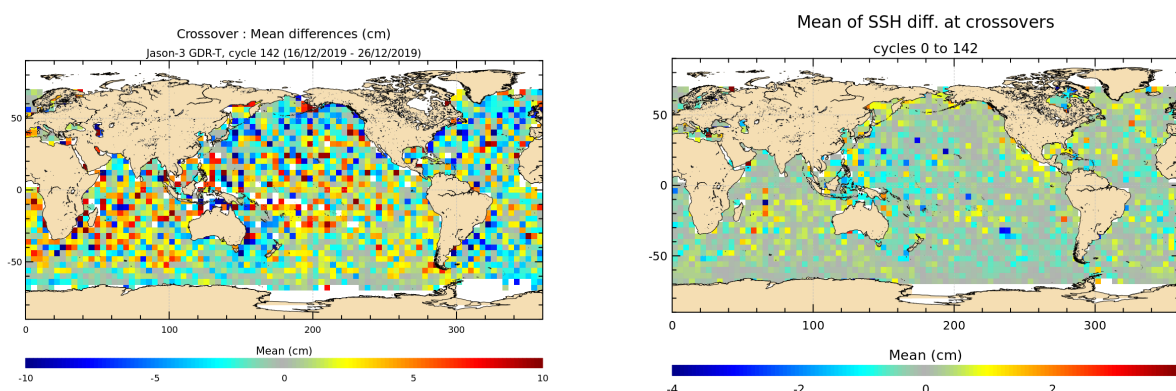 Crossover : Mean differences (cm)
Jason-3 GDR-T, cycle 142 (16/12/2019 - 26/12/2019)
50
0
-50
0 100 200 300
Mean (cm)
-10 -5 0 5 10
Mean of SSH diff. at crossovers
cycles 0 to 142
50
0
-50
0 100 200 300
Mean (cm)
-4 -2 0 2